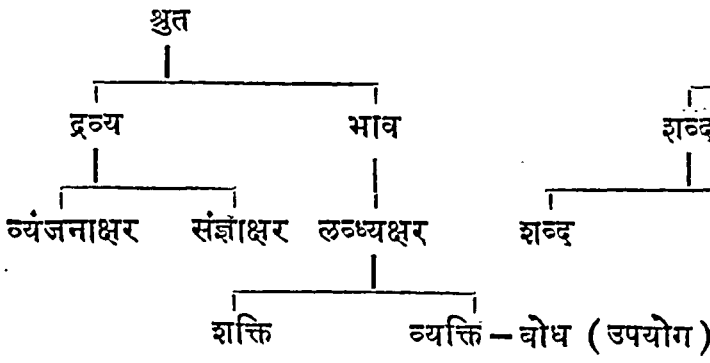 श्रुत
द्रव्य भाव शब्द
व्यंजनाक्षर संज्ञाक्षर लब्ध्यक्षर शब्द
शक्ति व्यक्ति–बोध (उपयोग)